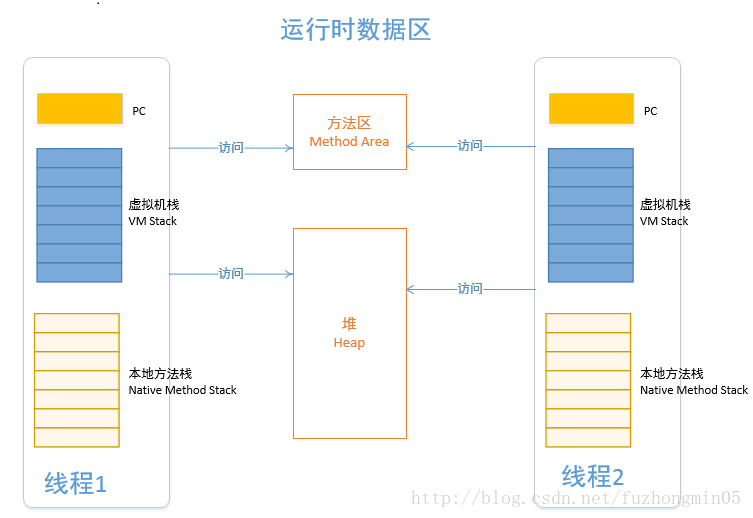 运行时数据区
PC
访问
虚拟机栈
VM Stack
访问
本地方法栈
Native Method Stack
线程1
方法区
Method Area
堆
Heap
访问
PC
虚拟机栈
VM Stack
访问
本地方法栈
Native Method Stack
线程2
http://blog.csdn.net/fuzhongmin05